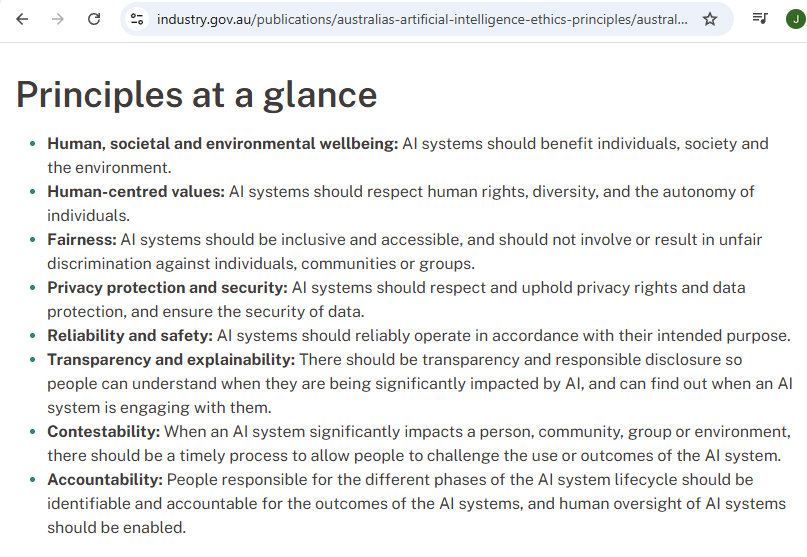 industry.gov.au/publications/australias-artificial-intelligence-ethics-principles/austral...
J
Principles at a glance
• Human, societal and environmental wellbeing: AI systems should benefit individuals, society and
the environment.
• Human-centred values: AI systems should respect human rights, diversity, and the autonomy of
individuals.
• Fairness: AI systems should be inclusive and accessible, and should not involve or result in unfair
discrimination against individuals, communities or groups.
• Privacy protection and security: AI systems should respect and uphold privacy rights and data
protection, and ensure the security of data.
• Reliability and safety: AI systems should reliably operate in accordance with their intended purpose.
• Transparency and explainability: There should be transparency and responsible disclosure so
people can understand when they are being significantly impacted by AI, and can find out when an AI
system is engaging with them.
• Contestability: When an AI system significantly impacts a person, community, group or environment,
there should be a timely process to allow people to challenge the use or outcomes of the AI system.
• Accountability: People responsible for the different phases of the AI system lifecycle should be
identifiable and accountable for the outcomes of the AI systems, and human oversight of AI systems
should be enabled.